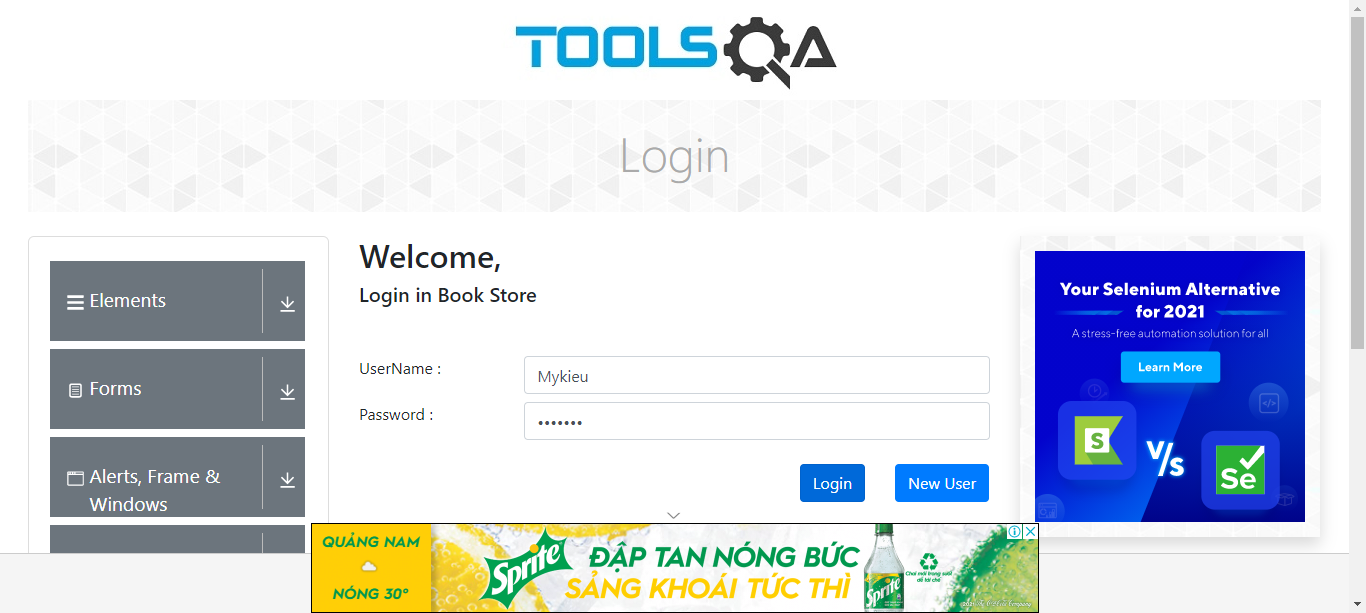 TOOLSQA
Login
Elements
Forms
Alerts, Frame &
Windows
Welcome,
Login in Book Store
UserName :
Mykieu
Password :
•••••••
Login
New User
Your Selenium Alternative
for 2021
A stress-free automation solution for all
Learn More
S
V/s
Se
QUẢNG NAM
NÓNG 30°
Sprite
ĐẬP TAN NÓNG BỨC
SẢNG KHOÁI TỨC THÌ
Sprite